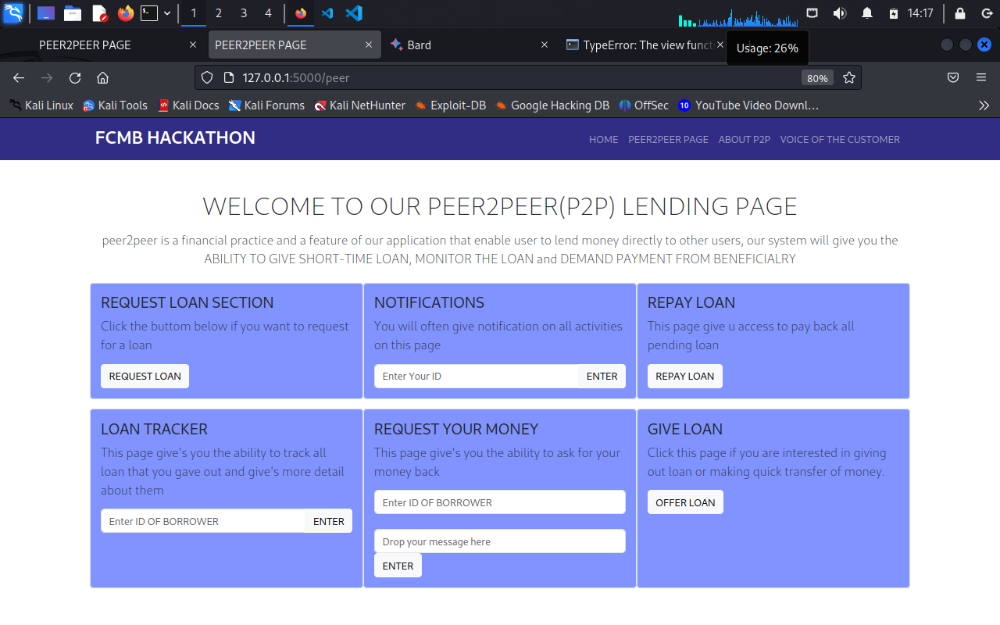 1 2 3 4 14:17
PEER2PEER PAGE PEER2PEER PAGE Bard TypeError: The view functi
Usage: 26%
127.0.0.1:5000/peer 80%
Kali Linux Kali Tools Kali Docs Kali Forums Kali NetHunter Exploit-DB Google Hacking DB OffSec 10 YouTube Video Downl…
FCMB HACKATHON HOME PEER2PEER PAGE ABOUT P2P VOICE OF THE CUSTOMER
WELCOME TO OUR PEER2PEER(P2P) LENDING PAGE
peer2peer is a financial practice and a feature of our application that enable user to lend money directly to other users, our system will give you the
ABILITY TO GIVE SHORT-TIME LOAN, MONITOR THE LOAN and DEMAND PAYMENT FROM BENEFICIALRY
REQUEST LOAN SECTION
Click the buttom below if you want to request
for a loan
REQUEST LOAN
NOTIFICATIONS
You will often give notification on all activities
on this page
Enter Your ID ENTER
REPAY LOAN
This page give u access to pay back all
pending loan
REPAY LOAN
LOAN TRACKER
This page give's you the ability to track all
loan that you gave out and give's more detail
about them
Enter ID OF BORROWER ENTER
REQUEST YOUR MONEY
This page give's you the ability to ask for your
money back
Enter ID OF BORROWER
Drop your message here
ENTER
GIVE LOAN
Click this page if you are interested in giving
out loan or making quick transfer of money.
OFFER LOAN